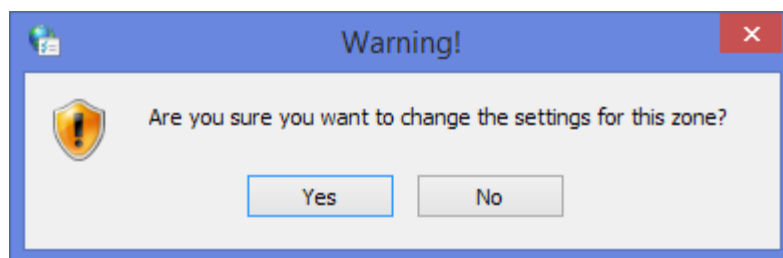 Warning!
Are you sure you want to change the settings for this zone?
Yes
No